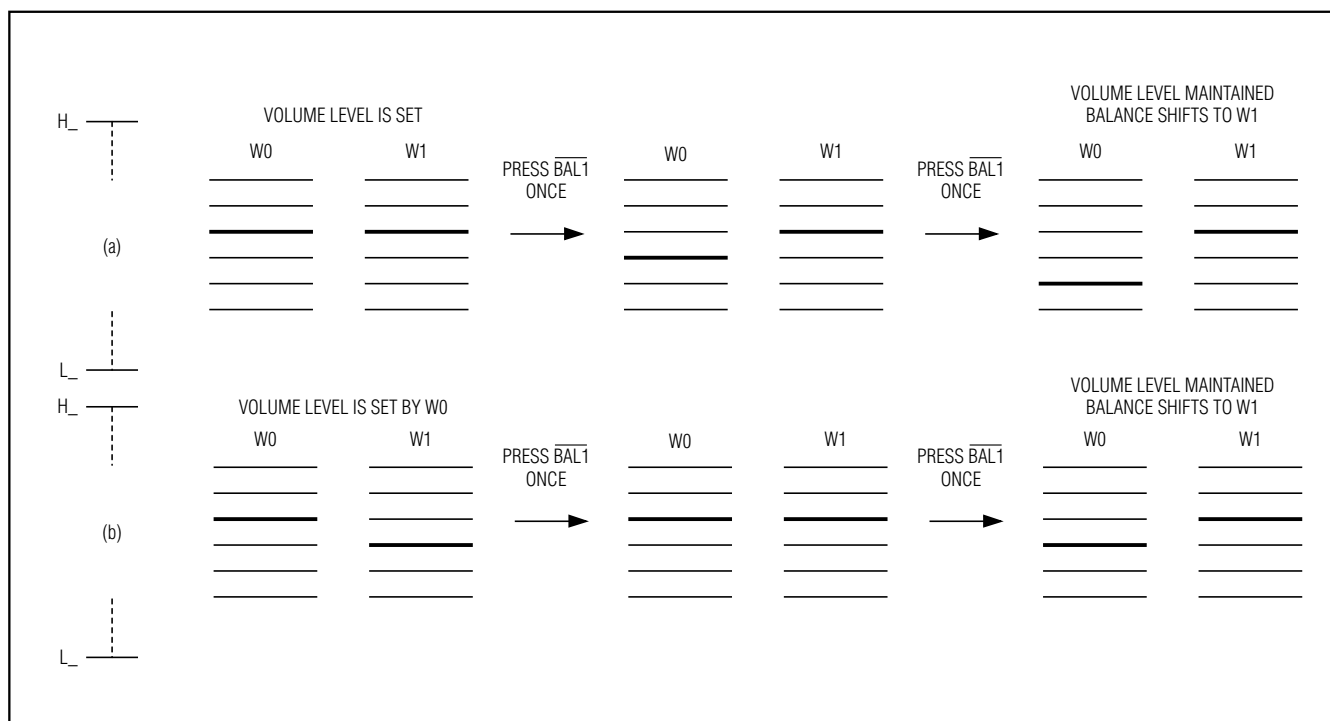 VOLUME LEVEL IS SET
VOLUME LEVEL MAINTAINED
BALANCE SHIFTS TO W1
H_
W0 W1
PRESS BAL1
ONCE
W0 W1
PRESS BAL1
ONCE
W0 W1
(a)
L_
H_
VOLUME LEVEL IS SET BY W0
VOLUME LEVEL MAINTAINED
BALANCE SHIFTS TO W1
W0 W1
PRESS BAL1
ONCE
W0 W1
PRESS BAL1
ONCE
W0 W1
(b)
L_